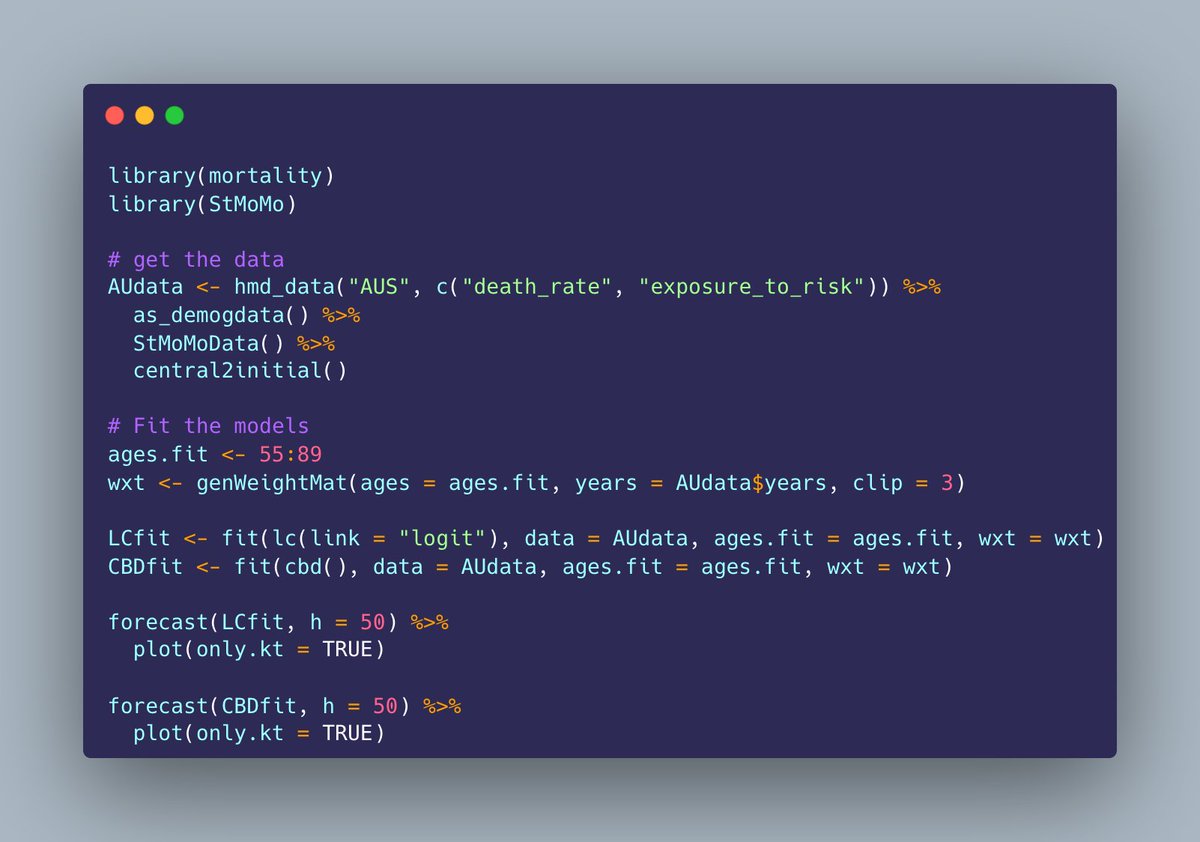 library(mortality)
library(StMoMo)

# get the data
AUdata <- hmd_data("AUS", c("death_rate", "exposure_to_risk")) %>%
  as_demogdata() %>%
  StMoMoData() %>%
  central2initial()

# Fit the models
ages.fit <- 55:89
wxt <- genWeightMat(ages = ages.fit, years = AUdata$years, clip = 3)

LCfit <- fit(lc(link = "logit"), data = AUdata, ages.fit = ages.fit, wxt = wxt)
CBDfit <- fit(cbd(), data = AUdata, ages.fit = ages.fit, wxt = wxt)

forecast(LCfit, h = 50) %>%
  plot(only.kt = TRUE)

forecast(CBDfit, h = 50) %>%
  plot(only.kt = TRUE)